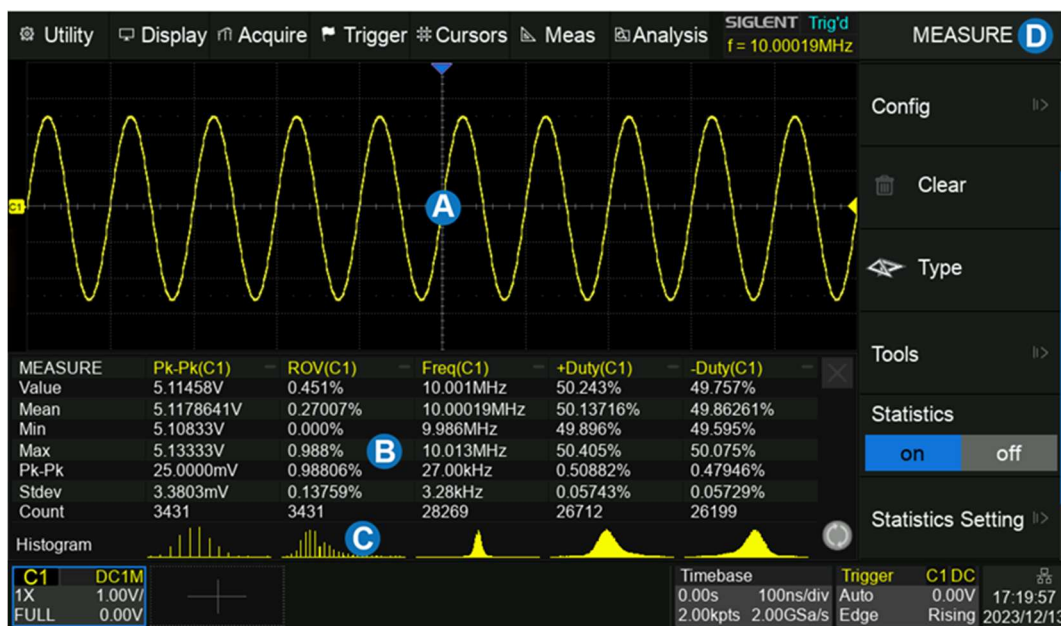 Utility Display Acquire Trigger Cursors Meas Analysis SIGLENT Trig'd MEASURE D
f = 10.00019MHz
Config
A
C1
Clear
Type
Tools
MEASURE Pk-Pk(C1) ROV(C1) Freq(C1) +Duty(C1) -Duty(C1)
Value 5.11458V 0.451% 10.001MHz 50.243% 49.757%
Mean 5.1178641V 0.27007% 10.00019MHz 50.13716% 49.86261%
Min 5.10833V 0.000% 9.986MHz 49.896% 49.595%
Max 5.13333V 0.988% B 10.013MHz 50.405% 50.075%
Pk-Pk 25.0000mV 0.98806% 27.00kHz 0.50882% 0.47946%
Stdev 3.3803mV 0.13759% 3.28kHz 0.05743% 0.05729%
Count 3431 3431 28269 26712 26199
Histogram C
Statistics
on off
Statistics Setting
C1 DC1M
1X 1.00V/
FULL 0.00V
Timebase
0.00s 100ns/div
2.00kpts 2.00GSa/s
Trigger C1 DC
Auto 0.00V
Edge Rising
17:19:57
2023/12/13